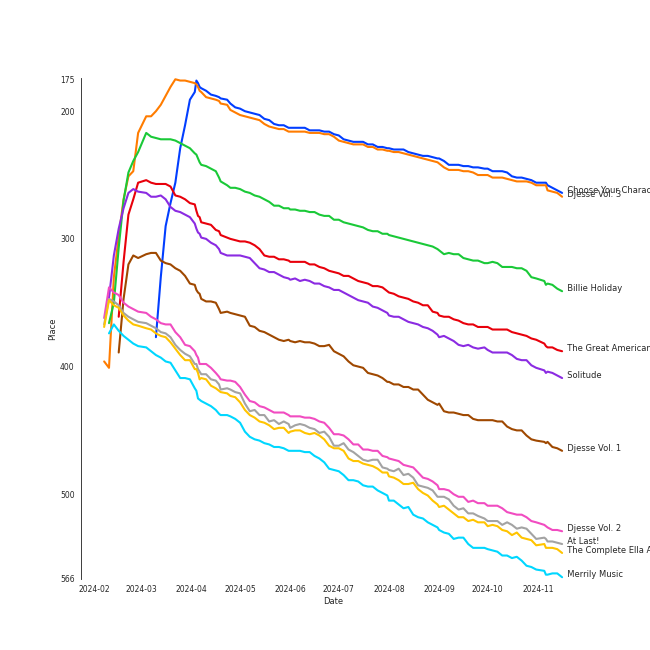 175
200
300
400
500
566
Place
2024-02 2024-03 2024-04 2024-05 2024-06 2024-07 2024-08 2024-09 2024-10 2024-11
Date
Choose Your Charac
Djesse Vol. 3
Billie Holiday
The Great American
Solitude
Djesse Vol. 1
Djesse Vol. 2
At Last!
The Complete Ella A
Merrily Music